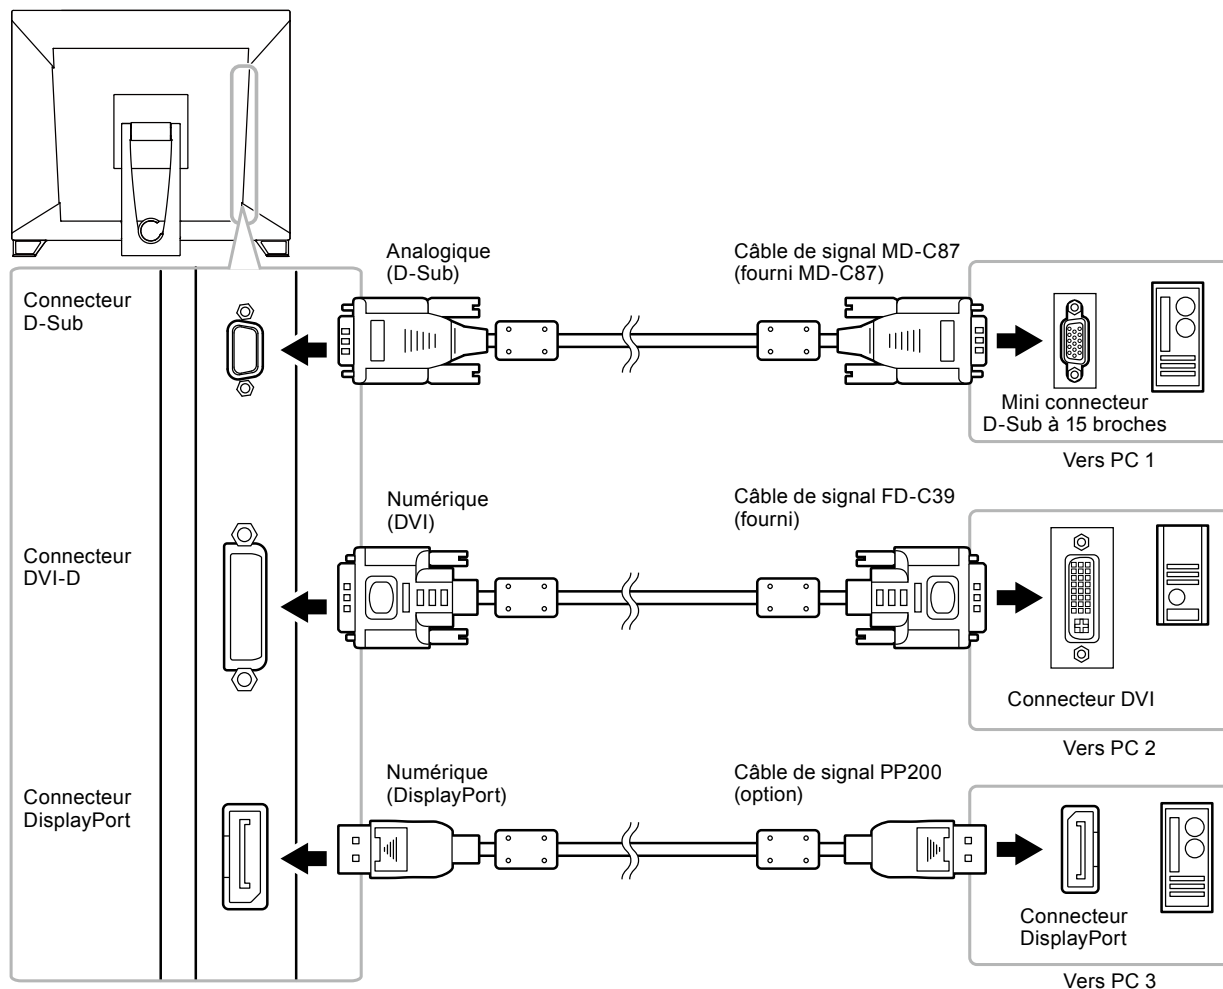 Analogique
(D-Sub)
Câble de signal MD-C87
(fourni MD-C87)
Connecteur
D-Sub
Mini connecteur
D-Sub à 15 broches
Vers PC 1
Numérique
(DVI)
Câble de signal FD-C39
(fourni)
Connecteur
DVI-D
Connecteur DVI
Vers PC 2
Numérique
(DisplayPort)
Câble de signal PP200
(option)
Connecteur
DisplayPort
Connecteur
DisplayPort
Vers PC 3